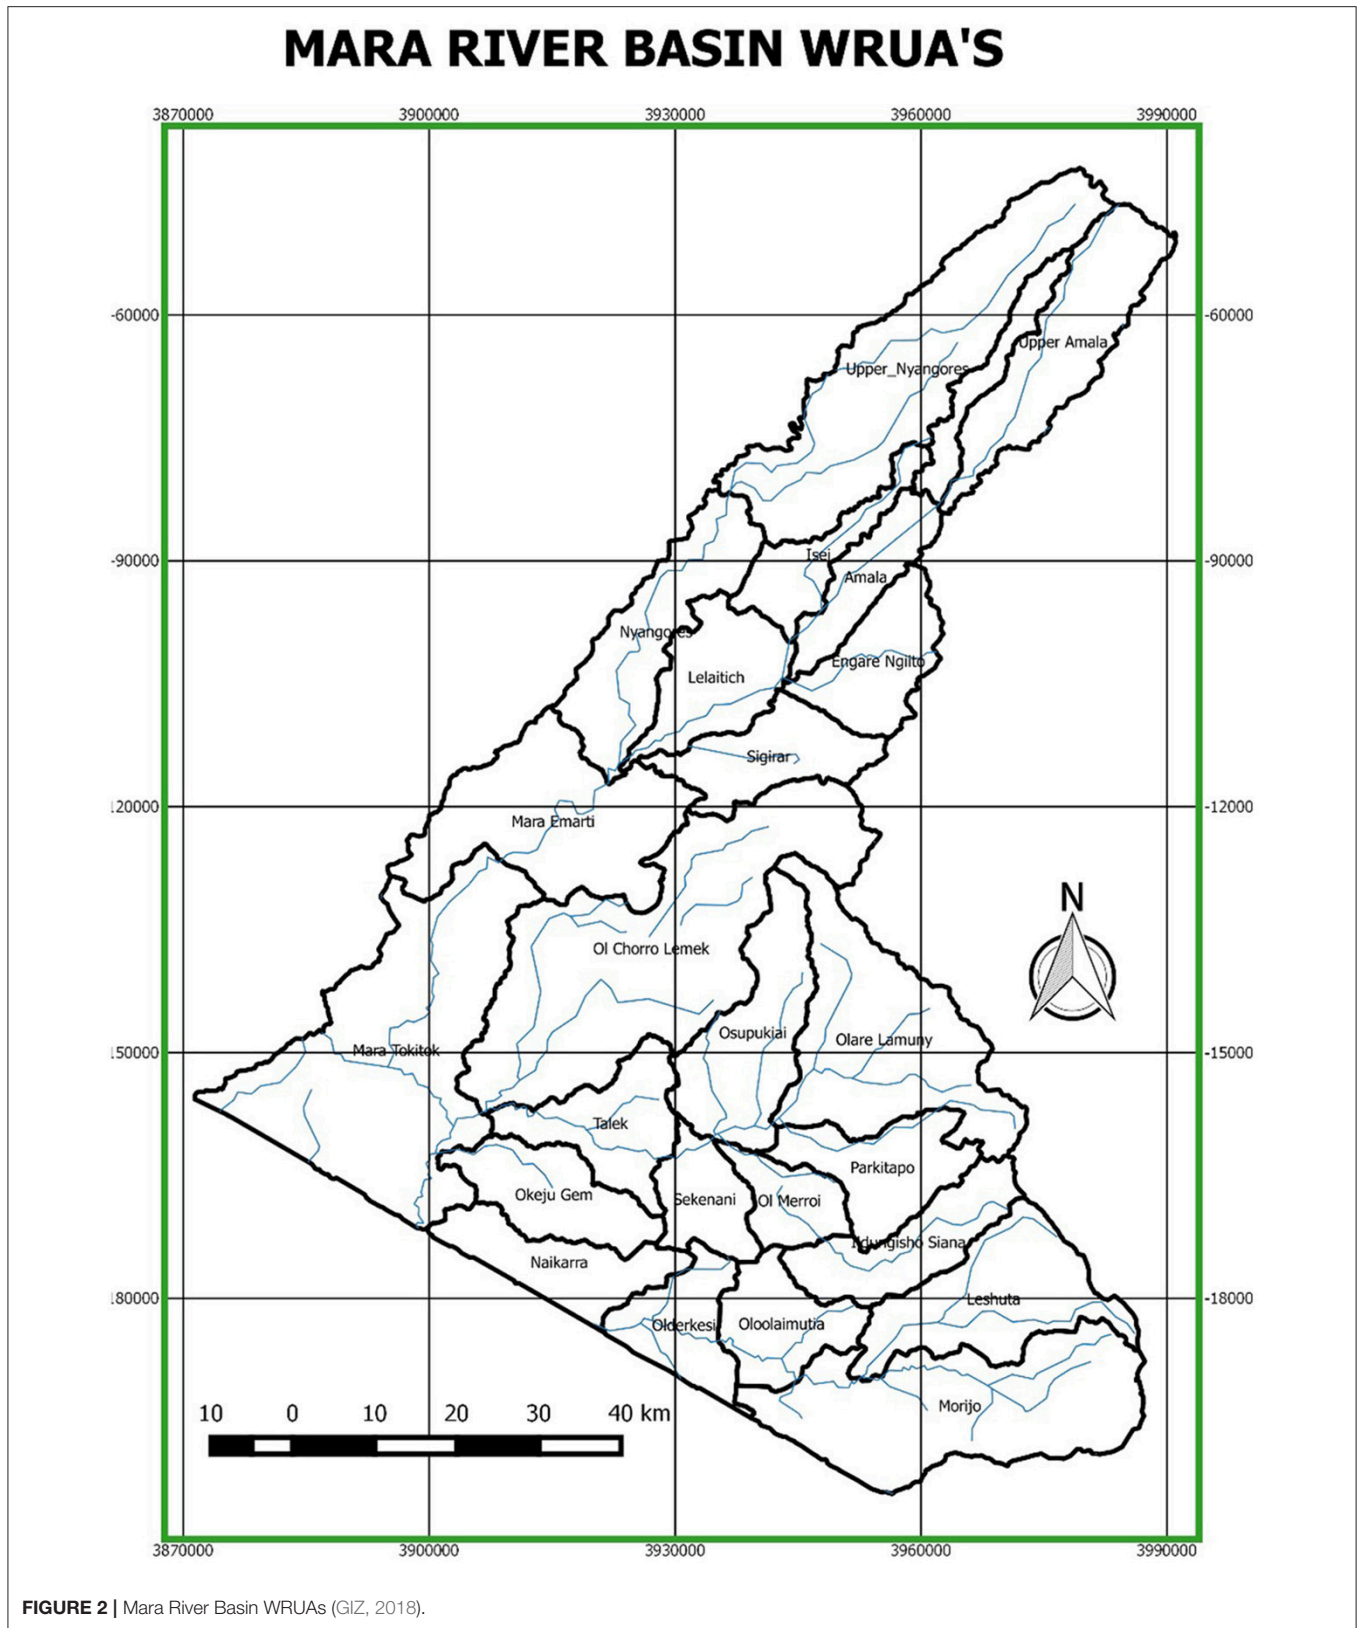 MARA RIVER BASIN WRUA'S
3870000 3900000 3930000 3960000 3990000
-60000 -60000
Upper Amala
Upper_Nyangores
-90000 -90000
Isei
Amala
Nyangores
Engare Ngilto
Lelaitich
Sigirar
120000 -12000
Mara Emarti
N
Ol Chorro Lemek
Osupukiai
Olare Lamuny
150000 -15000
Mara Tokitok
Talek
Parkitapo
Okeju Gem
Sekenani
Ol Merroi
Ildungisho Siana
Naikarra
180000 -18000
Leshuta
Olderkesi
Oloolaimutia
Morijo
10 0 10 20 30 40 km
3870000 3900000 3930000 3960000 3990000
FIGURE 2 | Mara River Basin WRUAs (GIZ, 2018).